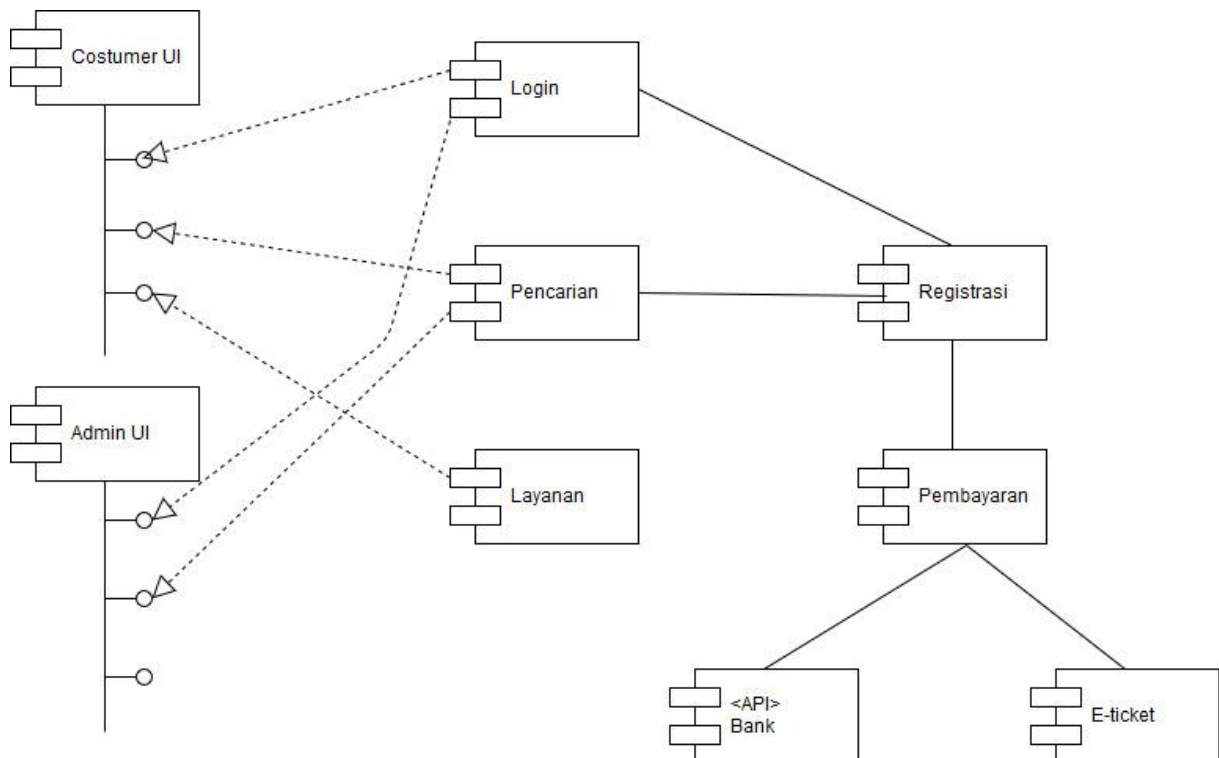 Costumer UI
Login
Pencarian
Registrasi
Admin UI
Layanan
Pembayaran
<API>
Bank
E-ticket